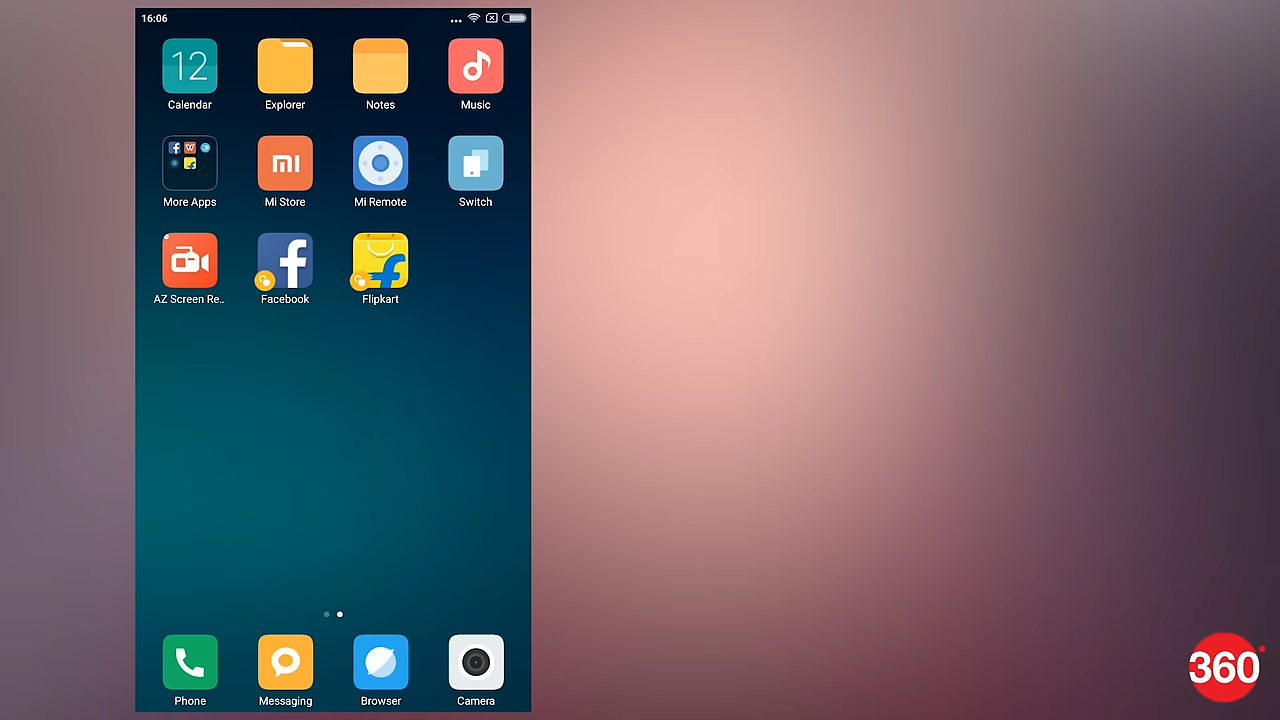 16:06
12
Calendar
Explorer
Notes
Music
More Apps
Mi Store
Mi Remote
Switch
AZ Screen Re..
Facebook
Flipkart
Phone
Messaging
Browser
Camera
360